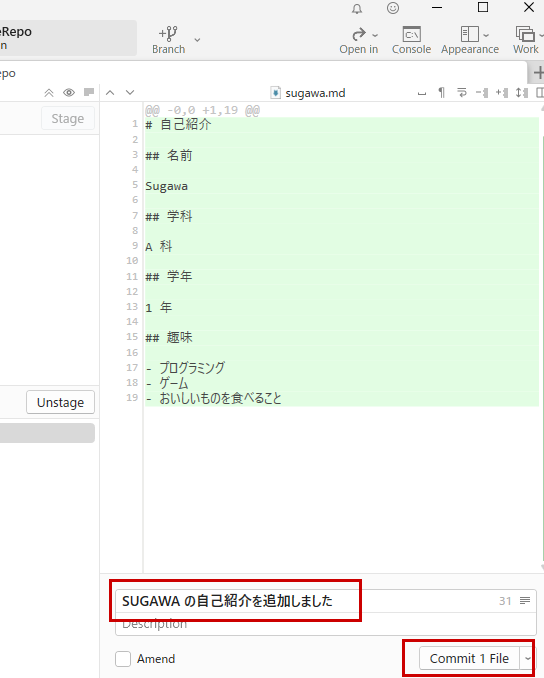 eRepo
n
Branch
Open in
Console
Appearance
Work
epo
sugawa.md
Stage
@@ -0,0 +1,19 @@
1 # 自己紹介
2
3 ## 名前
4
5 Sugawa
6
7 ## 学科
8
9 A 科
10
11 ## 学年
12
13 1 年
14
15 ## 趣味
16
17 - プログラミング
18 - ゲーム
19 - おいしいものを食べること
Unstage
SUGAWA の自己紹介を追加しました
31
Description
Amend
Commit 1 File